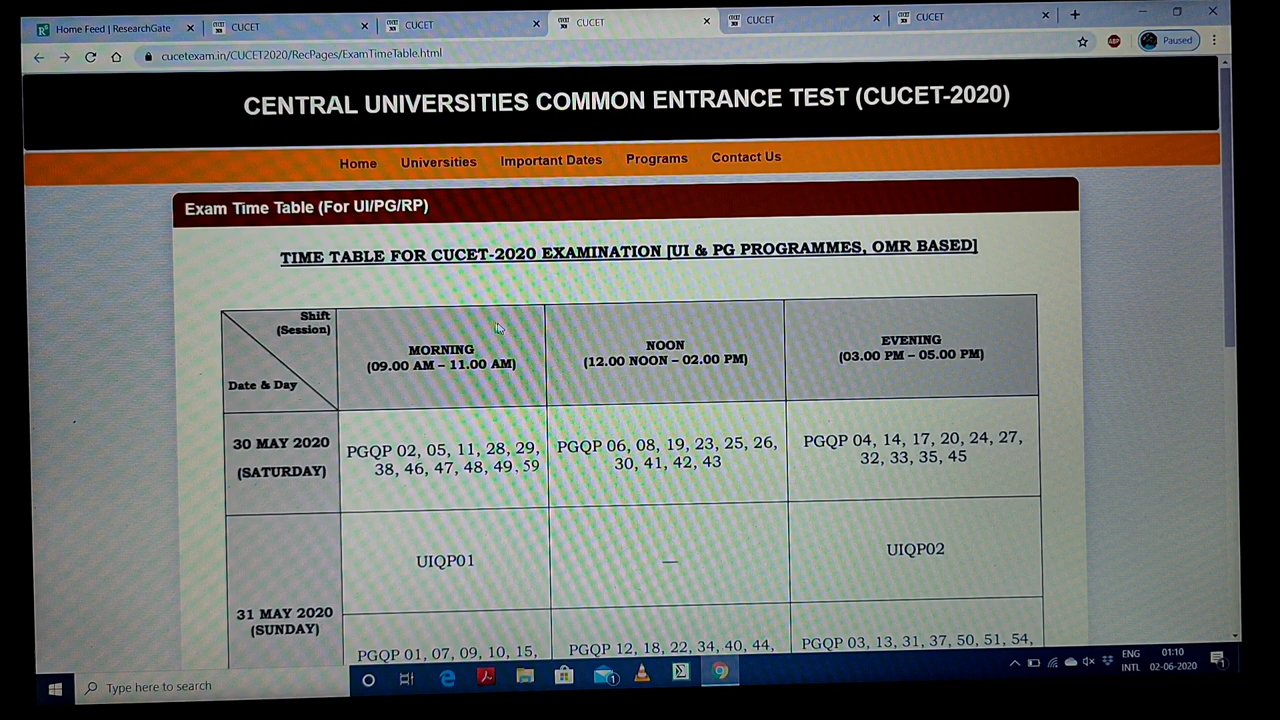 Home Feed | ResearchGate
CUCET
CUCET
CUCET
CUCET
CUCET
cucetexam.in/CUCET2020/RecPages/ExamTimeTable.html
ABP
Paused
CENTRAL UNIVERSITIES COMMON ENTRANCE TEST (CUCET-2020)
Home Universities Important Dates Programs Contact Us
Exam Time Table (For UI/PG/RP)
TIME TABLE FOR CUCET-2020 EXAMINATION [UI & PG PROGRAMMES, OMR BASED]
Shift
(Session)
Date & Day
MORNING
(09.00 AM – 11.00 AM)
NOON
(12.00 NOON – 02.00 PM)
EVENING
(03.00 PM – 05.00 PM)
30 MAY 2020
(SATURDAY)
PGQP 02, 05, 11, 28, 29,
38, 46, 47, 48, 49, 59
PGQP 06, 08, 19, 23, 25, 26,
30, 41, 42, 43
PGQP 04, 14, 17, 20, 24, 27,
32, 33, 35, 45
31 MAY 2020
(SUNDAY)
UIQP01
—
UIQP02
PGQP 01, 07, 09, 10, 15,
PGQP 12, 18, 22, 34, 40, 44,
PGQP 03, 13, 31, 37, 50, 51, 54,
Type here to search
ENG
INTL
01:10
02-06-2020